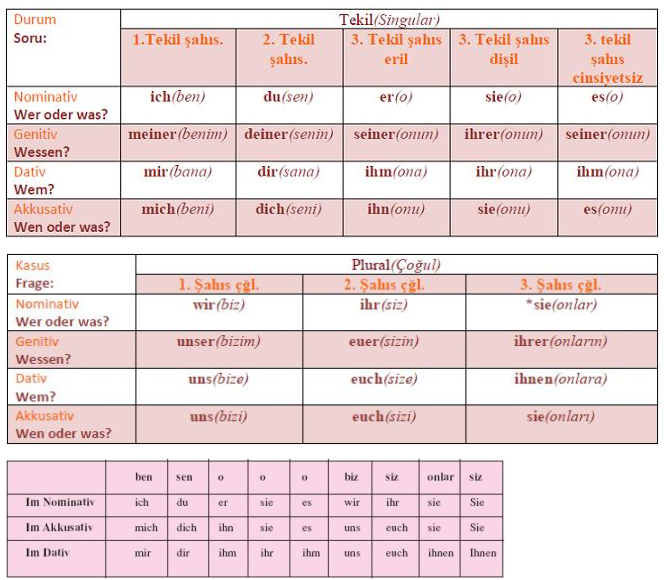 Durum Tekil(Singular)
Soru: 1.Tekil şahıs. 2. Tekil şahıs. 3. Tekil şahıs eril 3. Tekil şahıs dişil 3. tekil şahıs cinsiyetsiz
Nominativ ich(ben) du(sen) er(o) sie(o) es(o)
Wer oder was?
Genitiv meiner(benim) deiner(senin) seiner(onun) ihrer(onun) seiner(onun)
Wessen?
Dativ mir(bana) dir(sana) ihm(ona) ihr(ona) ihm(ona)
Wem?
Akkusativ mich(beni) dich(seni) ihn(onu) sie(onu) es(onu)
Wen oder was?
Kasus Plural(Çoğul)
Frage: 1. Şahıs çğl. 2. Şahıs çğl. 3. Şahıs çğl.
Nominativ wir(biz) ihr(siz) *sie(onlar)
Wer oder was?
Genitiv unser(bizim) euer(sizin) ihrer(onların)
Wessen?
Dativ uns(bize) euch(size) ihnen(onlara)
Wem?
Akkusativ uns(bizi) euch(sizi) sie(onları)
Wen oder was?
ben sen o o o biz siz onlar siz
Im Nominativ ich du er sie es wir ihr sie Sie
Im Akkusativ mich dich ihn sie es uns euch sie Sie
Im Dativ mir dir ihm ihr ihm uns euch ihnen Ihnen